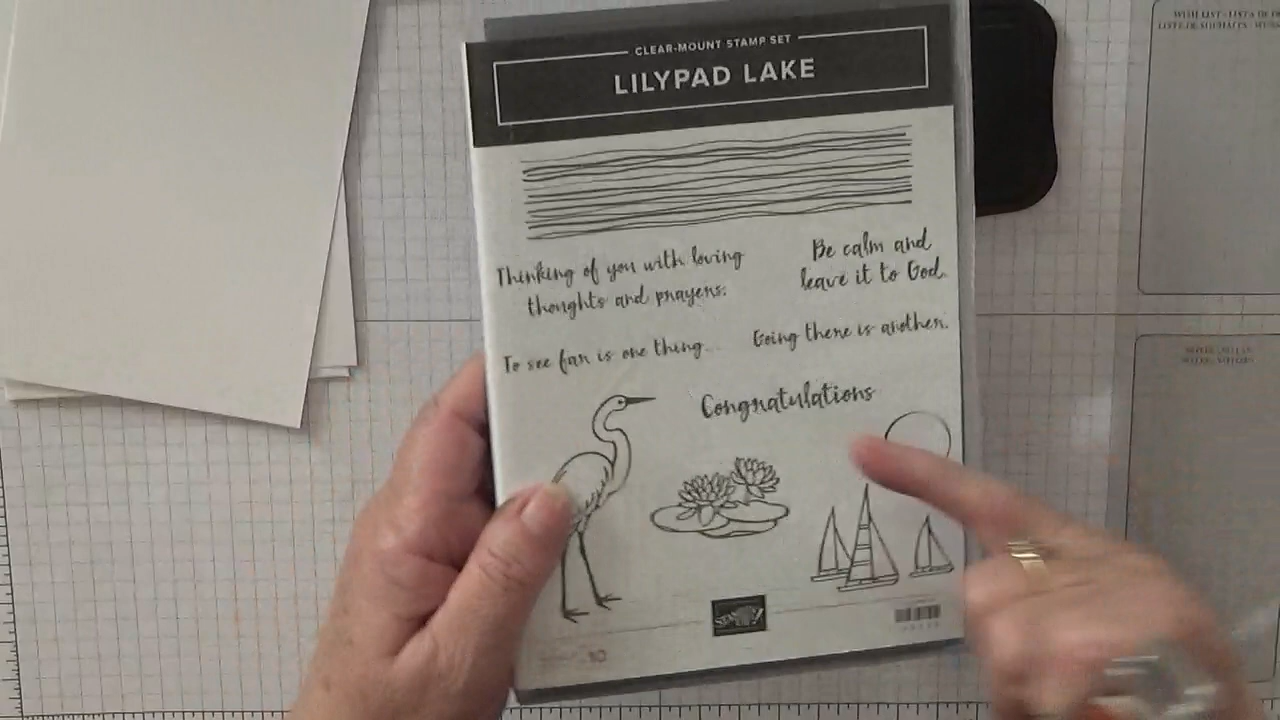 CLEAR-MOUNT STAMP SET
LILYPAD LAKE
Thinking of you with loving
thoughts and prayers.
Be calm and
leave it to God.
To see far is one thing...
Going there is another.
Congratulations
10